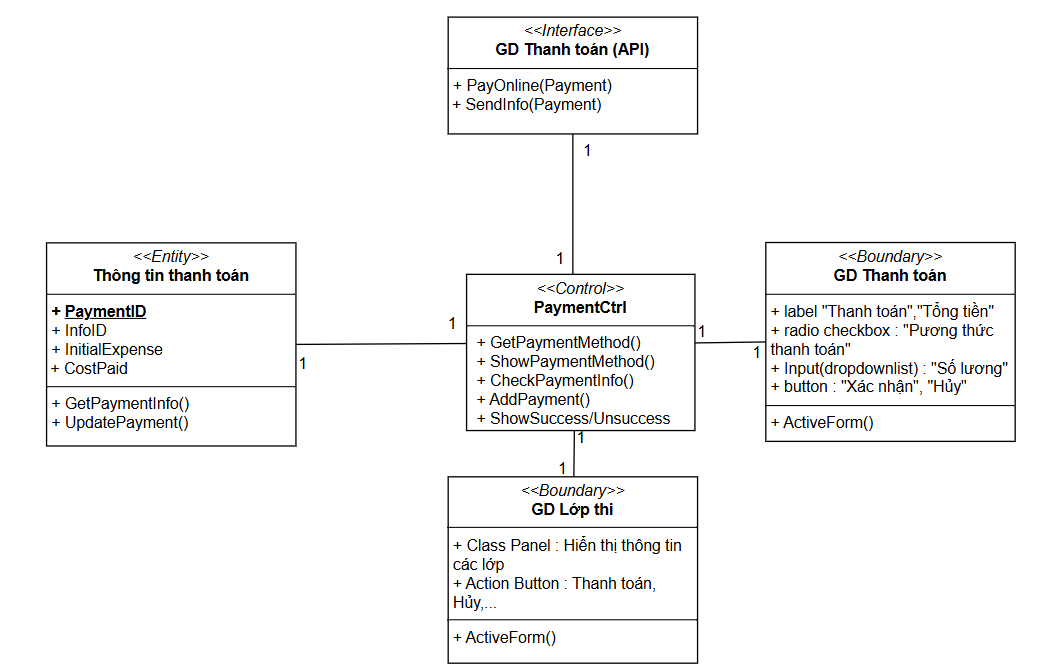 <<Interface>>
GD Thanh toán (API)
+ PayOnline(Payment)
+ SendInfo(Payment)
1
1
<<Entity>>
Thông tin thanh toán
+ PaymentID
+ InfoID
+ InitialExpense
+ CostPaid
+ GetPaymentInfo()
+ UpdatePayment()
1
1
<<Control>>
PaymentCtrl
+ GetPaymentMethod()
+ ShowPaymentMethod()
+ CheckPaymentInfo()
+ AddPayment()
+ ShowSuccess/Unsuccess
1
1
<<Boundary>>
GD Thanh toán
+ label "Thanh toán","Tổng tiền"
+ radio checkbox : "Pương thức
thanh toán"
+ Input(dropdownlist) : "Số lương"
+ button : "Xác nhận", "Hủy"
+ ActiveForm()
1
1
<<Boundary>>
GD Lớp thi
+ Class Panel : Hiển thị thông tin
các lớp
+ Action Button : Thanh toán,
Hủy,...
+ ActiveForm()